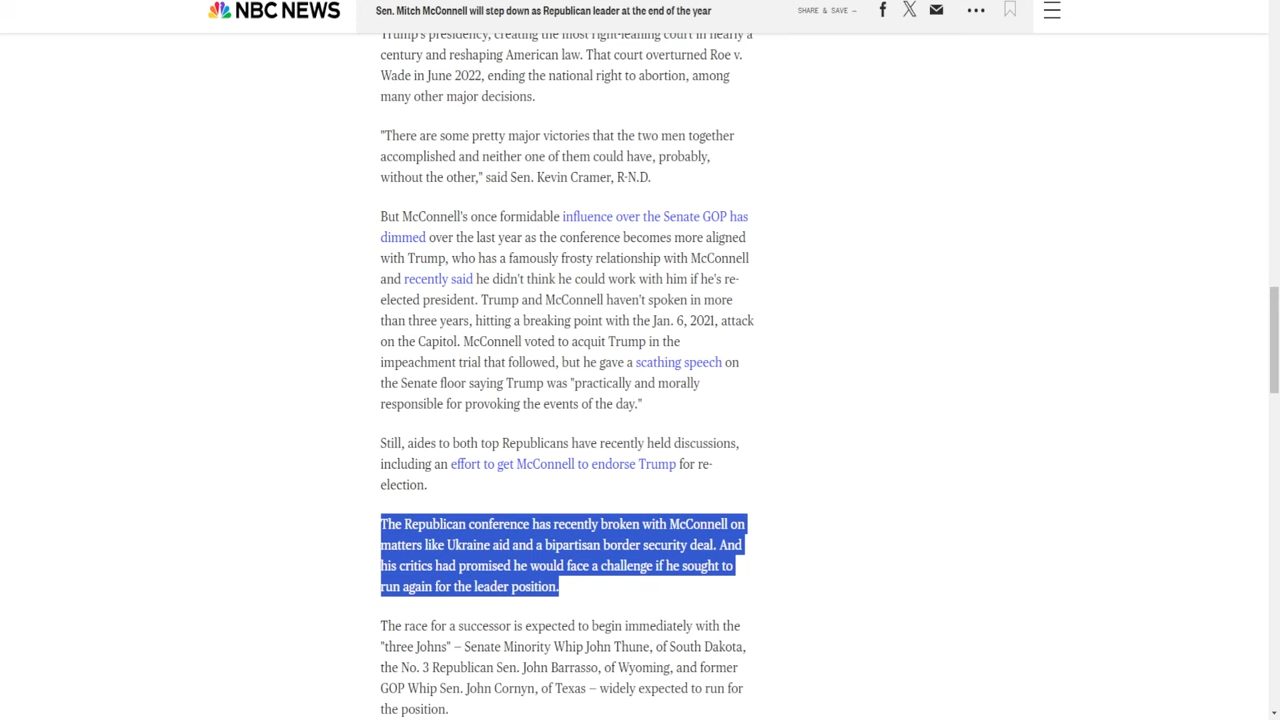 NBC NEWS
Sen. Mitch McConnell will step down as Republican leader at the end of the year
SHARE & SAVE –
Trump's presidency, creating the most right-leaning court in nearly a
century and reshaping American law. That court overturned Roe v.
Wade in June 2022, ending the national right to abortion, among
many other major decisions.
"There are some pretty major victories that the two men together
accomplished and neither one of them could have, probably,
without the other," said Sen. Kevin Cramer, R-N.D.
But McConnell's once formidable influence over the Senate GOP has
dimmed over the last year as the conference becomes more aligned
with Trump, who has a famously frosty relationship with McConnell
and recently said he didn't think he could work with him if he's re-
elected president. Trump and McConnell haven't spoken in more
than three years, hitting a breaking point with the Jan. 6, 2021, attack
on the Capitol. McConnell voted to acquit Trump in the
impeachment trial that followed, but he gave a scathing speech on
the Senate floor saying Trump was "practically and morally
responsible for provoking the events of the day."
Still, aides to both top Republicans have recently held discussions,
including an effort to get McConnell to endorse Trump for re-
election.
The Republican conference has recently broken with McConnell on
matters like Ukraine aid and a bipartisan border security deal. And
his critics had promised he would face a challenge if he sought to
run again for the leader position.
The race for a successor is expected to begin immediately with the
"three Johns" — Senate Minority Whip John Thune, of South Dakota,
the No. 3 Republican Sen. John Barrasso, of Wyoming, and former
GOP Whip Sen. John Cornyn, of Texas — widely expected to run for
the position.